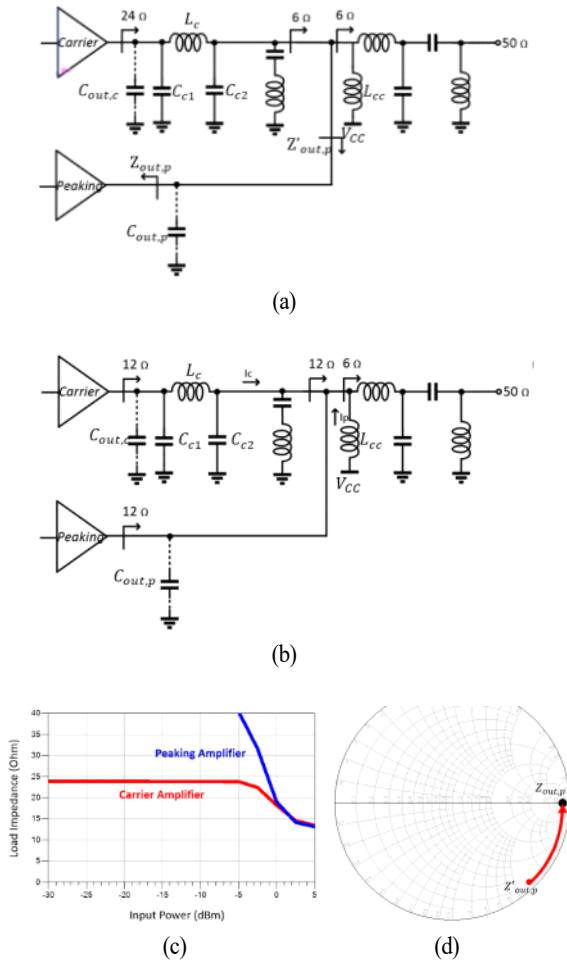 24 Ω L_c 6 Ω 6 Ω
Carrier 50 Ω
C_out,c C_c1 C_c2 L_cc
Z'_out,p V_CC
Z_out,p
Peaking
C_out,p
(a)
12 Ω L_c Ic 12 Ω 6 Ω
Carrier 50 Ω
C_out,c C_c1 C_c2 Ip L_cc
V_CC
12 Ω
Peaking
C_out,p
(b)
40
35
30
25
20
15
10
5
0
Load Impedance (Ohm)
Peaking Amplifier
Carrier Amplifier
-30 -25 -20 -15 -10 -5 0 5
Input Power (dBm)
Z_out,p
Z'_out,p
(c) (d)